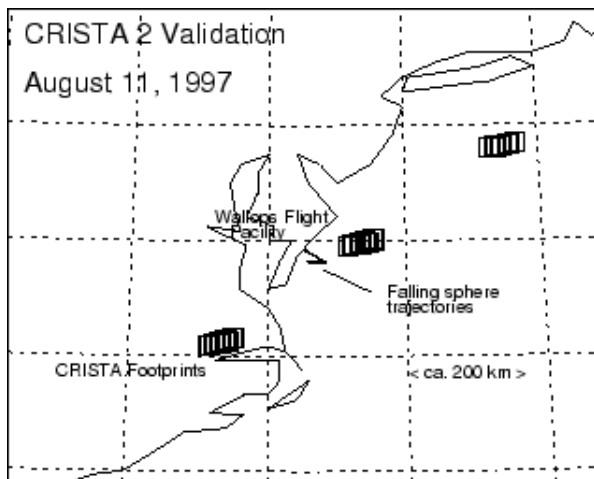 CRISTA 2 Validation
August 11, 1997
Wallops Flight
Facility
Falling sphere
trajectories
CRISTA Footprints
< ca. 200 km >